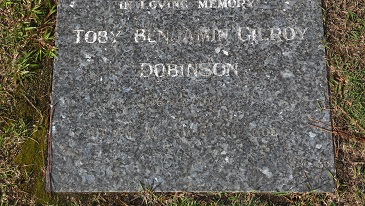 IN LOVING MEMORY
TOBY BENJAMIN GILROY
DOBINSON